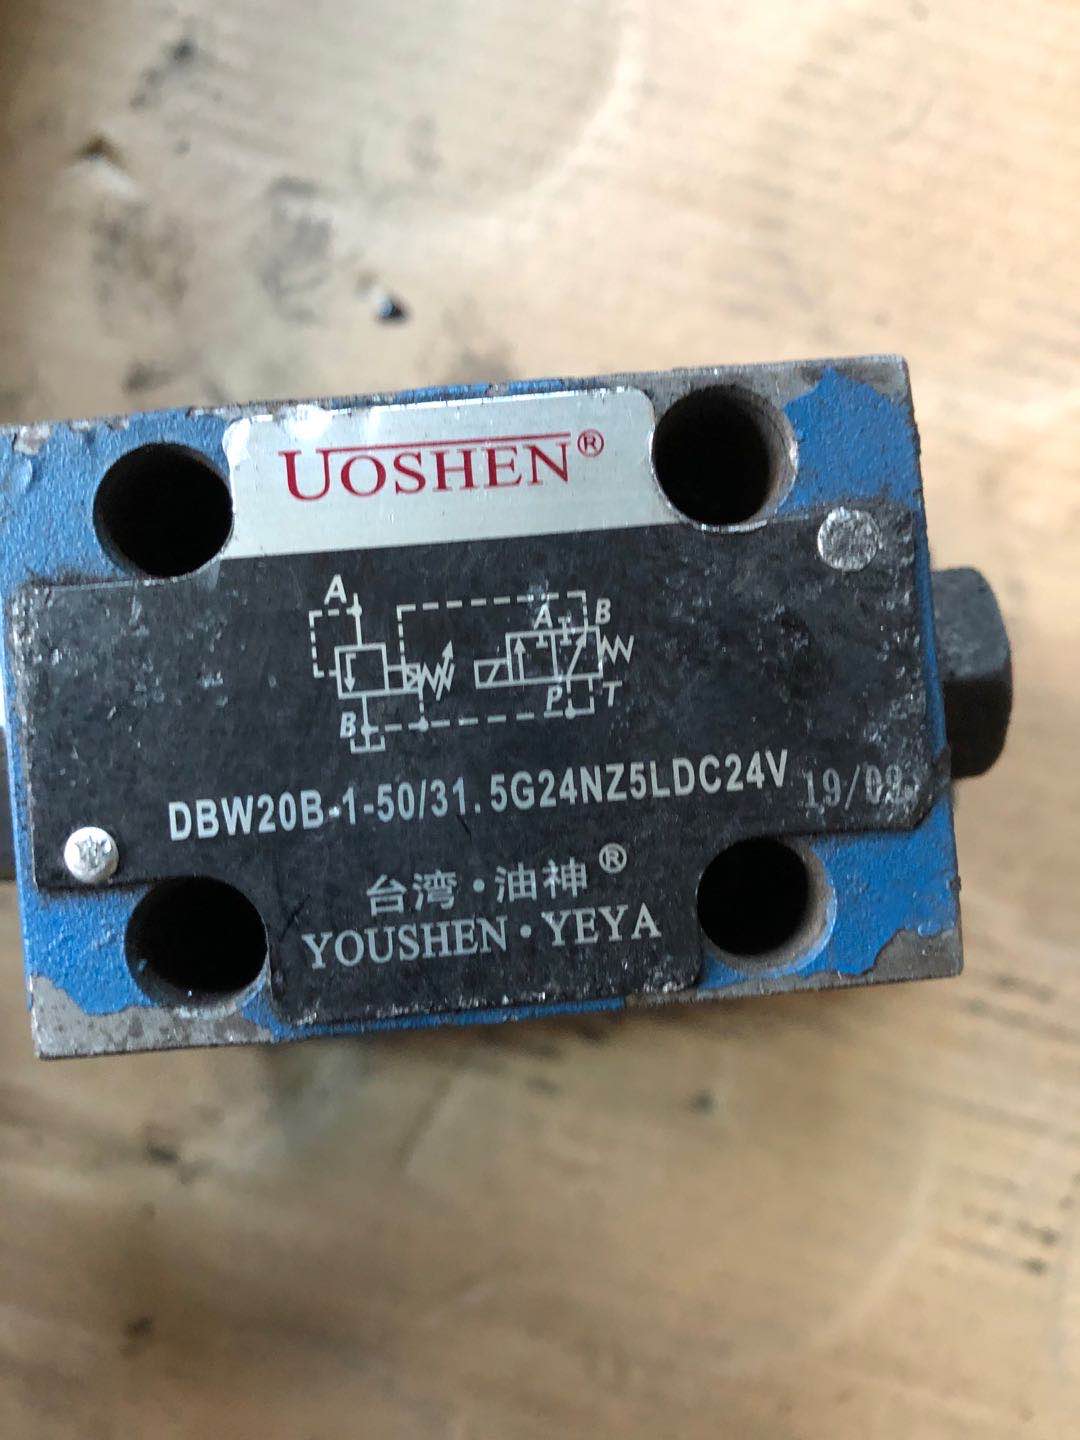 UOSHEN®
A
A B
B P T
DBW20B-1-50/31.5G24NZ5LDC24V
台湾·油神®
YOUSHEN·YEYA